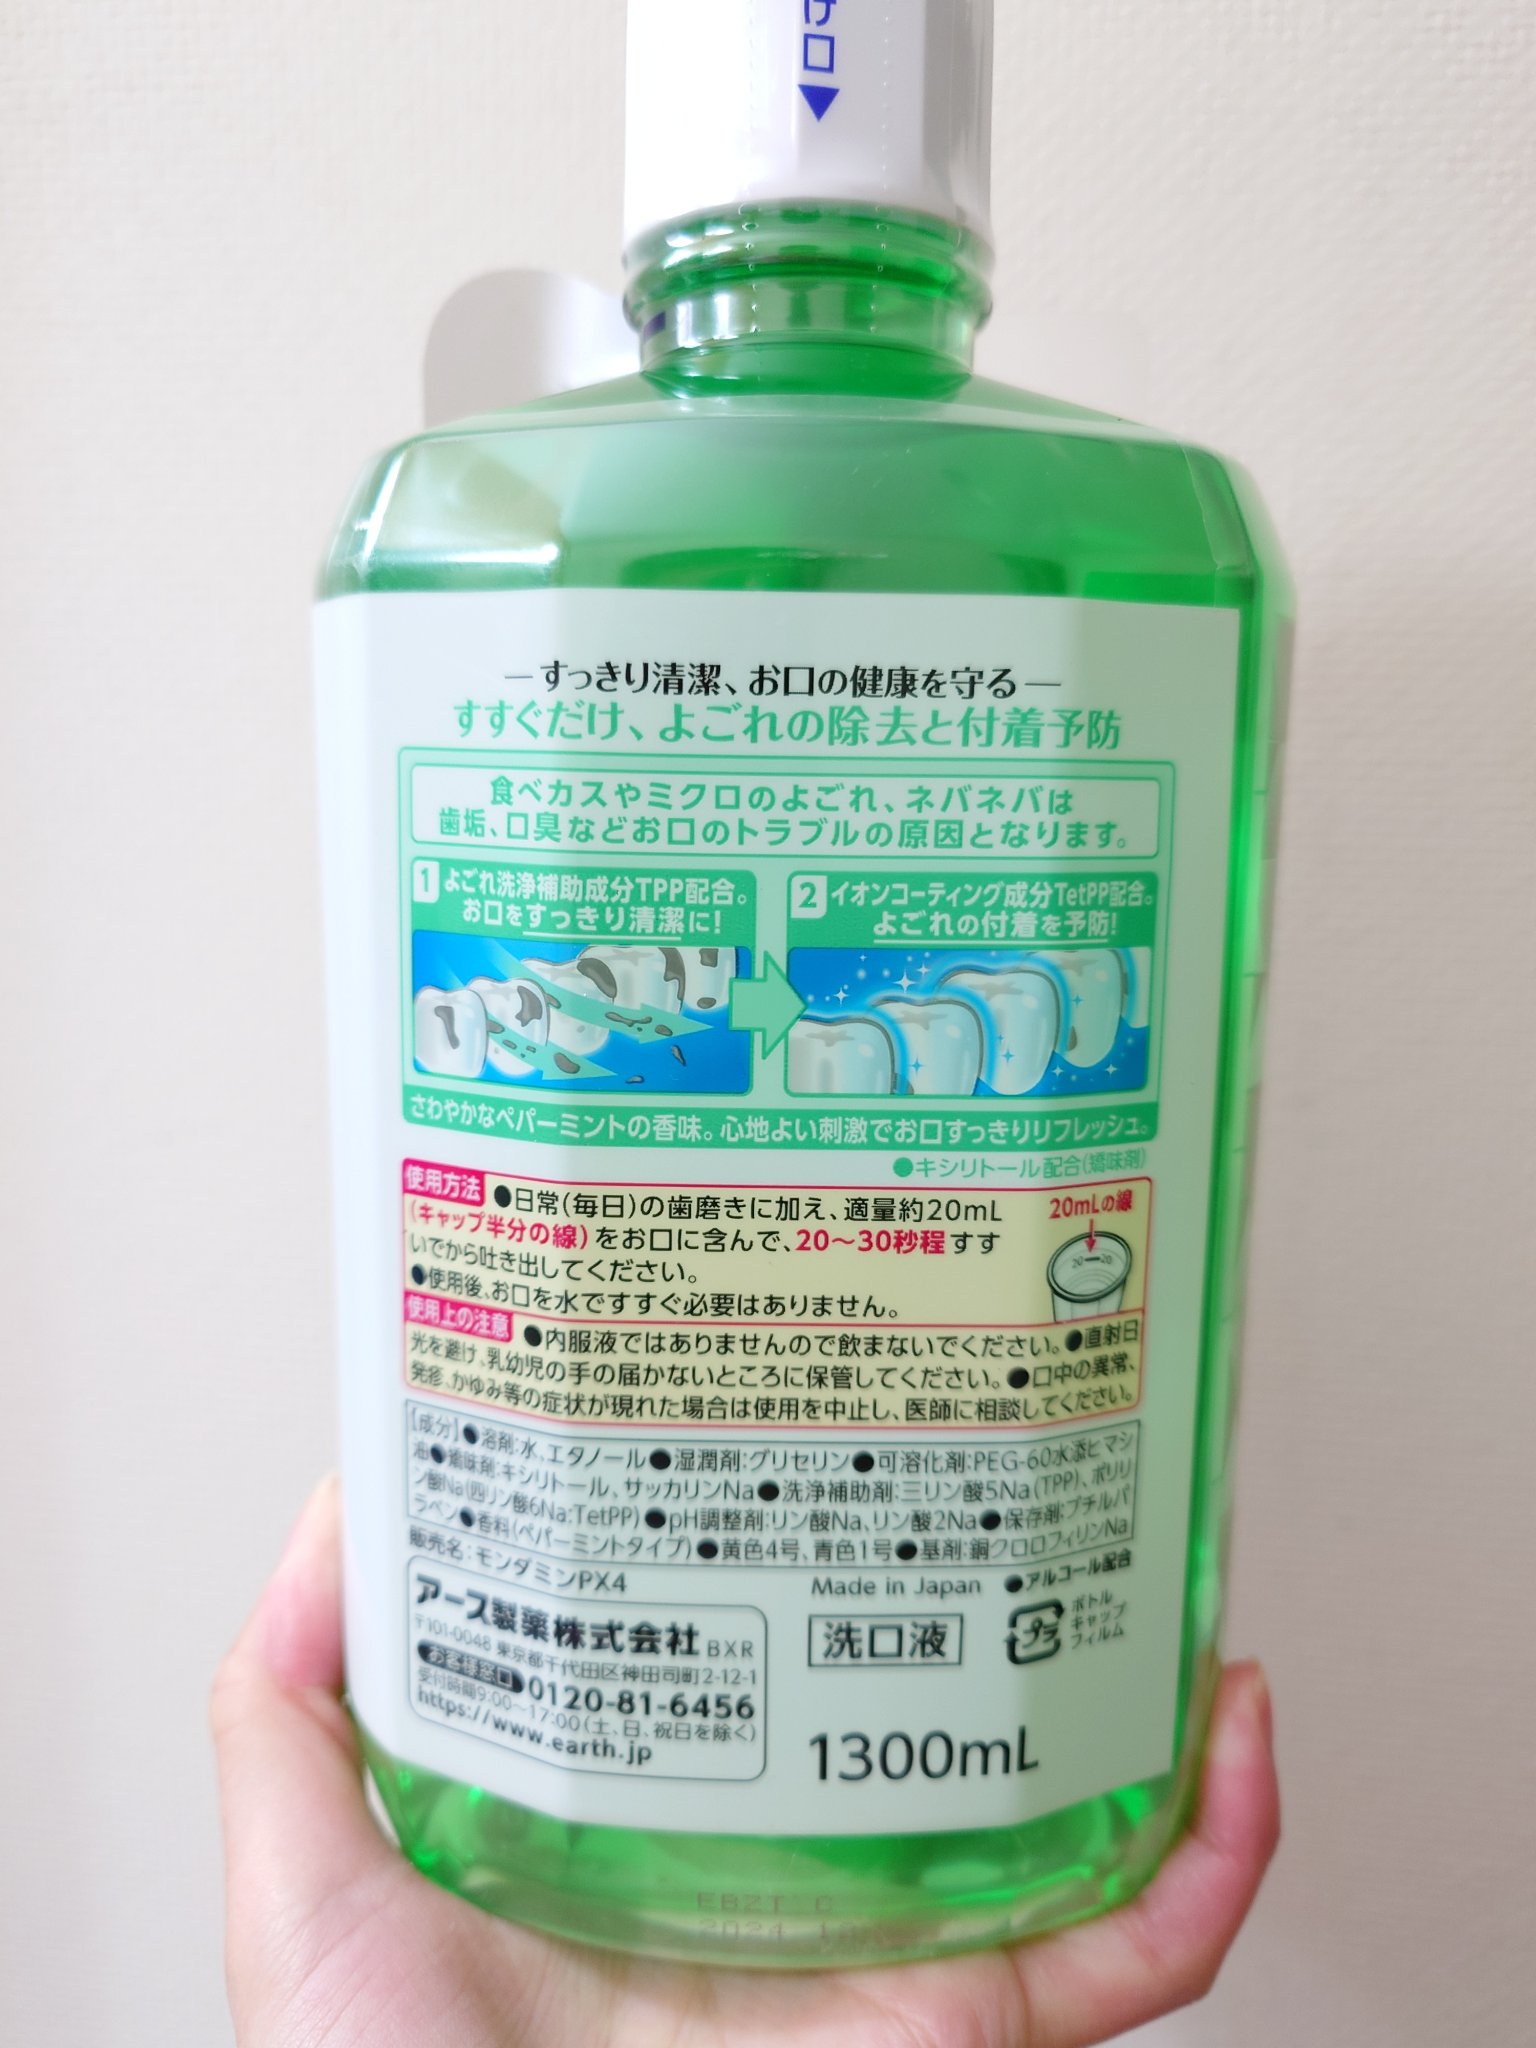 け口▼
―すっきり清潔、お口の健康を守る―
すすぐだけ、よごれの除去と付着予防
食べカスやミクロのよごれ、ネバネバは
歯垢、口臭などお口のトラブルの原因となります。
1 よごれ洗浄補助成分TPP配合。
お口をすっきり清潔に!
2 イオンコーティング成分TetPP配合。
よごれの付着を予防!
さわやかなペパーミントの香味。心地よい刺激でお口すっきりリフレッシュ。
●キシリトール配合(矯味剤)
使用方法 ●日常(毎日)の歯磨きに加え、適量約20mL
(キャップ半分の線)をお口に含んで、20〜30秒程すす
いでから吐き出してください。
●使用後、お口を水ですすぐ必要はありません。
20mLの線
20 20
使用上の注意 ●内服液ではありませんので飲まないでください。●直射日
光を避け、乳幼児の手の届かないところに保管してください。●口中の異常、
発疹、かゆみ等の症状が現れた場合は使用を中止し、医師に相談してください。
【成分】●溶剤:水、エタノール●湿潤剤:グリセリン●可溶化剤:PEG-60水添ヒマシ
油●矯味剤:キシリトール、サッカリンNa●洗浄補助剤:三リン酸5Na(TPP)、ポリリ
ン酸Na(四リン酸6Na:TetPP)●pH調整剤:リン酸Na、リン酸2Na●保存剤:ブチルパ
ラベン●香料(ペパーミントタイプ)●黄色4号、青色1号●基剤:銅クロロフィリンNa
販売名:モンダミンPX4
●アルコール配合
アース製薬株式会社 BXR
〒101-0048 東京都千代田区神田司町2-12-1
お客様窓口 0120-81-6456
受付時間9:00〜17:00(土、日、祝日を除く)
https://www.earth.jp
Made in Japan
洗口液
プラ
ボトル
キャップ
フィルム
1300mL
EBZT C
2024